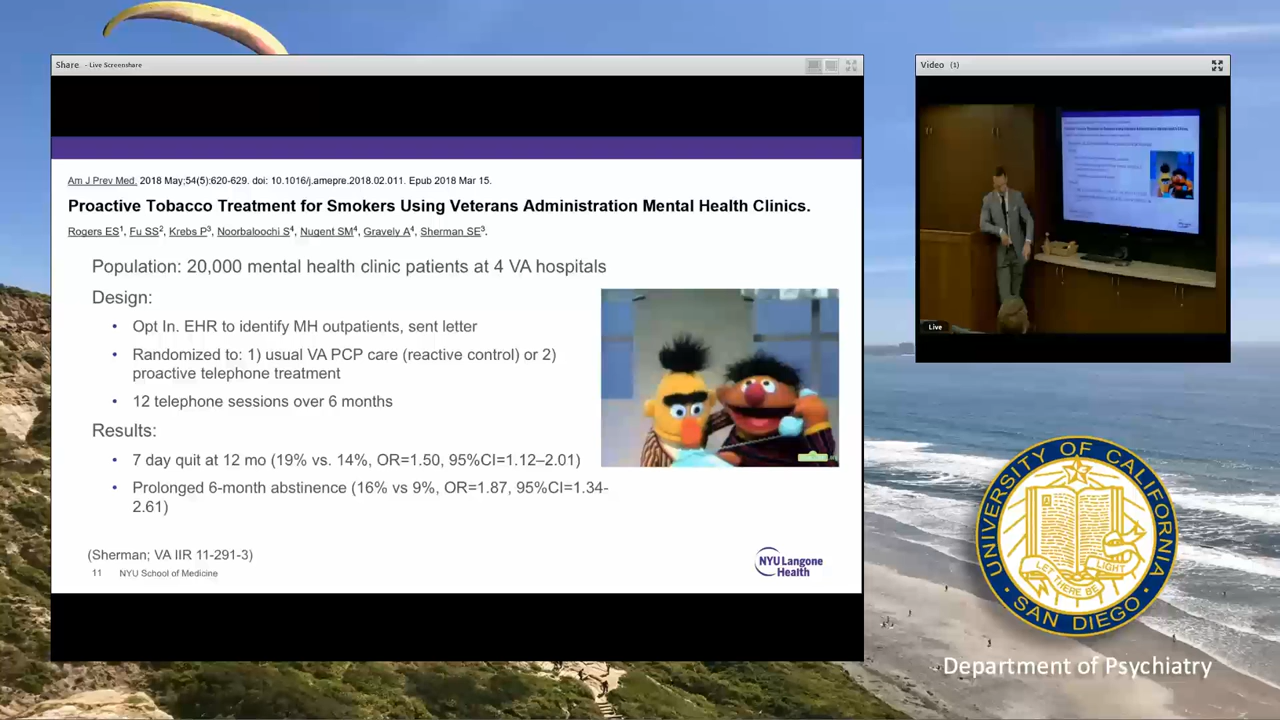 Share - Live Screenshare
Am J Prev Med. 2018 May;54(5):620-629. doi: 10.1016/j.amepre.2018.02.011. Epub 2018 Mar 15.
Proactive Tobacco Treatment for Smokers Using Veterans Administration Mental Health Clinics.
Rogers ES1, Fu SS2, Krebs P3, Noorbaloochi S4, Nugent SM4, Gravely A4, Sherman SE3.
Population: 20,000 mental health clinic patients at 4 VA hospitals
Design:
• Opt In. EHR to identify MH outpatients, sent letter
• Randomized to: 1) usual VA PCP care (reactive control) or 2)
proactive telephone treatment
• 12 telephone sessions over 6 months
Results:
• 7 day quit at 12 mo (19% vs. 14%, OR=1.50, 95%CI=1.12–2.01)
• Prolonged 6-month abstinence (16% vs 9%, OR=1.87, 95%CI=1.34-
2.61)
(Sherman; VA IIR 11-291-3)
11 NYU School of Medicine
NYU Langone
Health
Video (1)
Live
UNIVERSITY OF CALIFORNIA
LET THERE BE LIGHT
SAN DIEGO
Department of Psychiatry